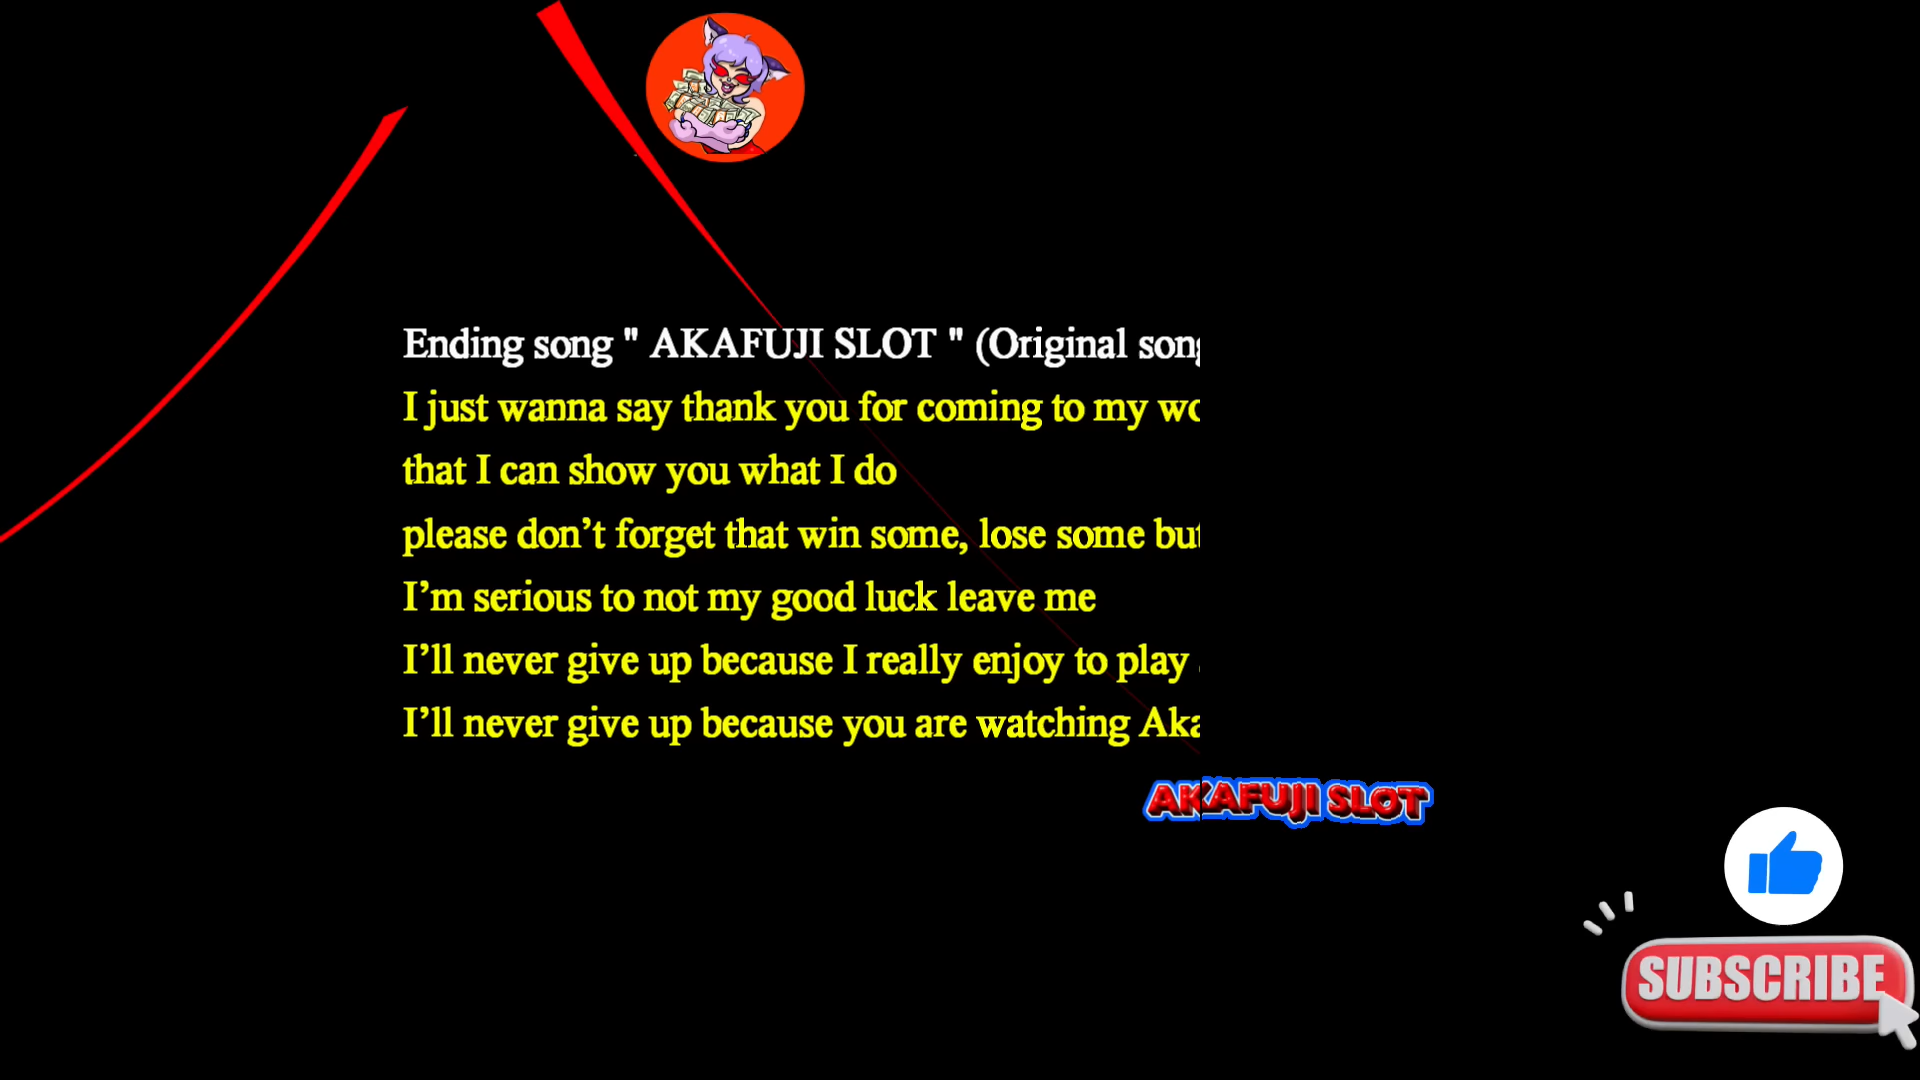 Ending song " AKAFUJI SLOT " (Original song
I just wanna say thank you for coming to my
that I can show you what I do
please don’t forget that win some, lose some but
I’m serious to not my good luck leave me
I’ll never give up because I really enjoy to play
I’ll never give up because you are watching
AKAFUJI SLOT
SUBSCRIBE